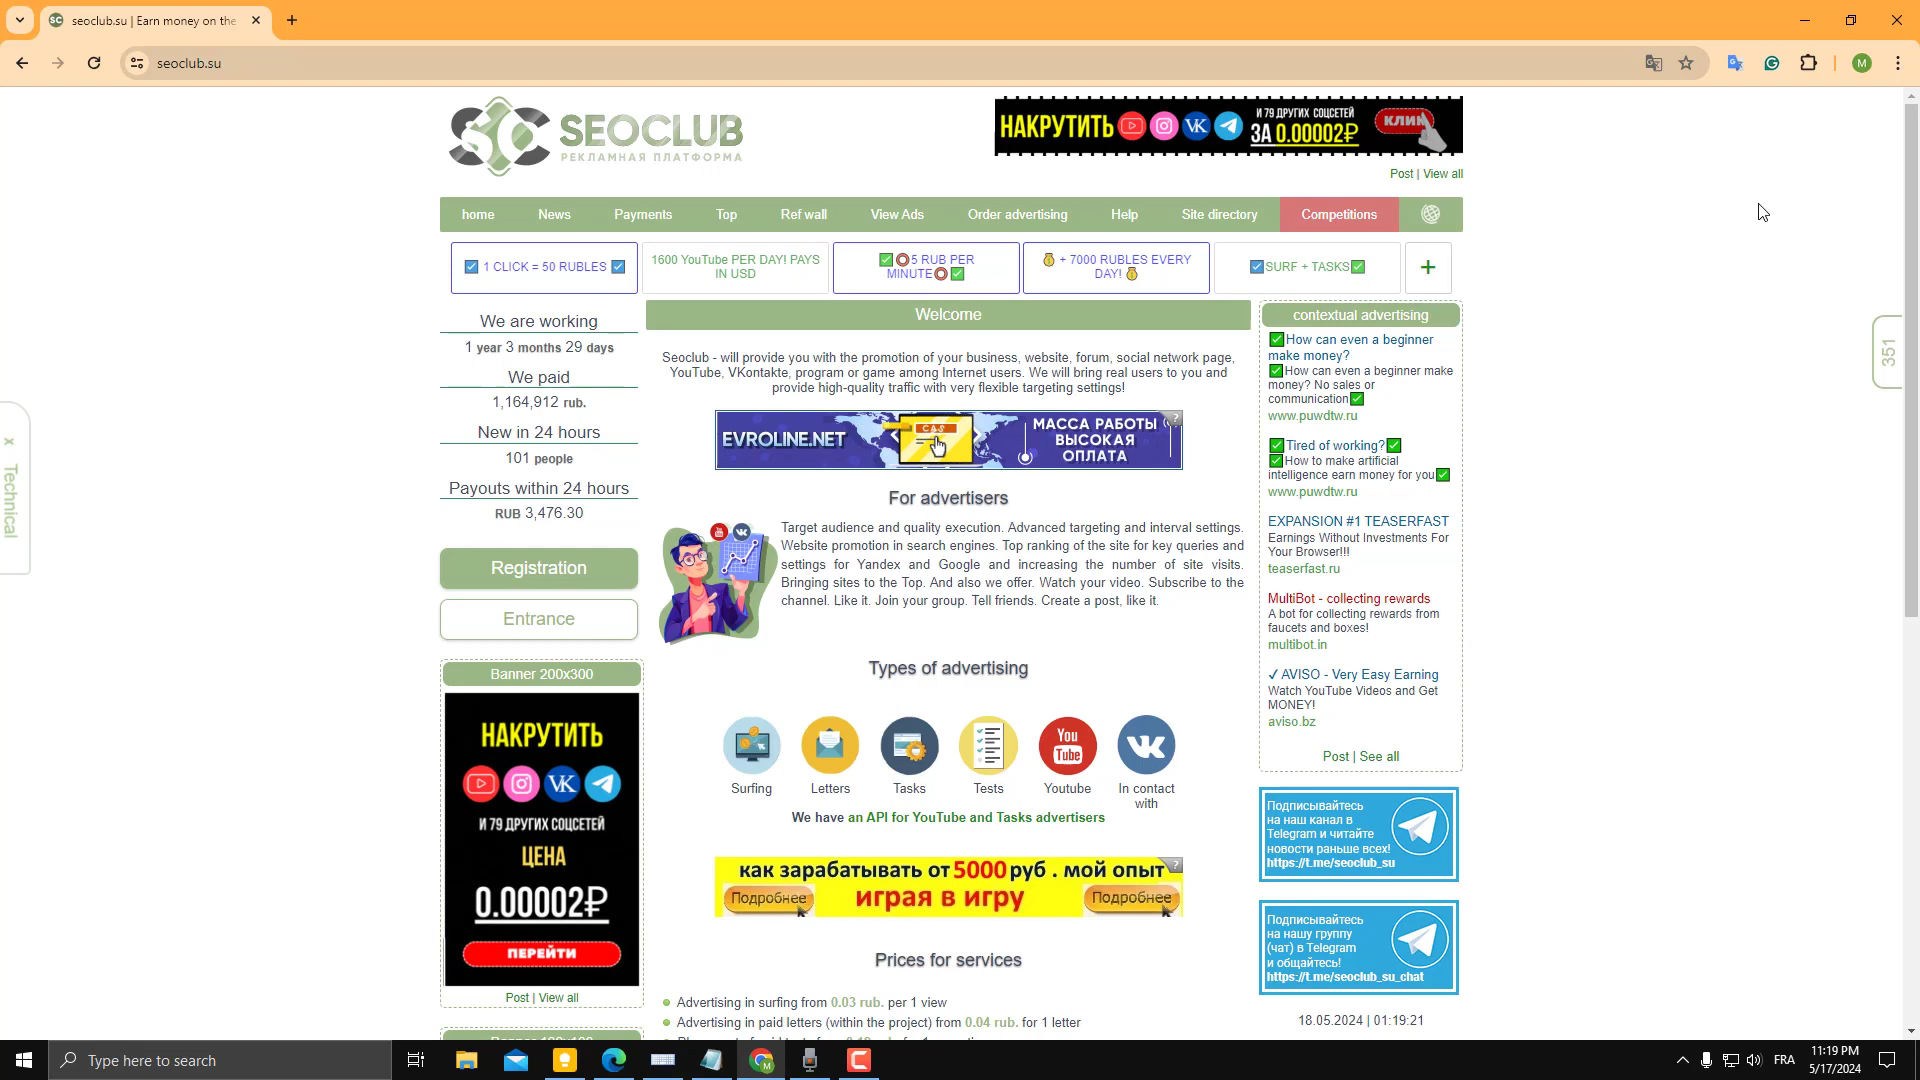 seoclub.su | Earn money on the
seoclub.su
M
SC SEOCLUB
РЕКЛАМНАЯ ПЛАТФОРМА
НАКРУТИТЬ VK И 79 ДРУГИХ СОЦСЕТЕЙ
ЗА 0.00002₽ КЛИК
Post | View all
home News Payments Top Ref wall View Ads Order advertising Help Site directory Competitions
1 CLICK = 50 RUBLES
1600 YouTube PER DAY! PAYS
IN USD
5 RUB PER
MINUTE
+ 7000 RUBLES EVERY
DAY!
SURF + TASKS
+
We are working
1 year 3 months 29 days
We paid
1,164,912 rub.
New in 24 hours
101 people
Payouts within 24 hours
RUB 3,476.30
Registration
Entrance
Banner 200x300
НАКРУТИТЬ
VK
И 79 ДРУГИХ СОЦСЕТЕЙ
ЦЕНА
0.00002₽
ПЕРЕЙТИ
Post | View all
x Technical
Welcome
Seoclub - will provide you with the promotion of your business, website, forum, social network page,
YouTube, VKontakte, program or game among Internet users. We will bring real users to you and
provide high-quality traffic with very flexible targeting settings!
EVROLINE.NET
МАССА РАБОТЫ
ВЫСОКАЯ
ОПЛАТА
?
For advertisers
Target audience and quality execution. Advanced targeting and interval settings.
Website promotion in search engines. Top ranking of the site for key queries and
settings for Yandex and Google and increasing the number of site visits.
Bringing sites to the Top. And also we offer. Watch your video. Subscribe to the
channel. Like it. Join your group. Tell friends. Create a post, like it.
Types of advertising
You
Tube
Surfing Letters Tasks Tests Youtube In contact
with
We have an API for YouTube and Tasks advertisers
как зарабатывать от 5000 руб . мой опыт
Подробнее играя в игру Подробнее
?
Prices for services
Advertising in surfing from 0.03 rub. per 1 view
Advertising in paid letters (within the project) from 0.04 rub. for 1 letter
contextual advertising
How can even a beginner
make money?
How can even a beginner make
money? No sales or
communication
www.puwdtw.ru
Tired of working?
How to make artificial
intelligence earn money for you
www.puwdtw.ru
EXPANSION #1 TEASERFAST
Earnings Without Investments For
Your Browser!!!
teaserfast.ru
MultiBot - collecting rewards
A bot for collecting rewards from
faucets and boxes!
multibot.in
✓ AVISO - Very Easy Earning
Watch YouTube Videos and Get
MONEY!
aviso.bz
Post | See all
Подписывайтесь
на наш канал в
Telegram и читайте
новости раньше всех!
https://t.me/seoclub_su
Подписывайтесь
на нашу группу
(чат) в Telegram
и общайтесь!
https://t.me/seoclub_su_chat
18.05.2024 | 01:19:21
351
Type here to search
FRA
11:19 PM
5/17/2024